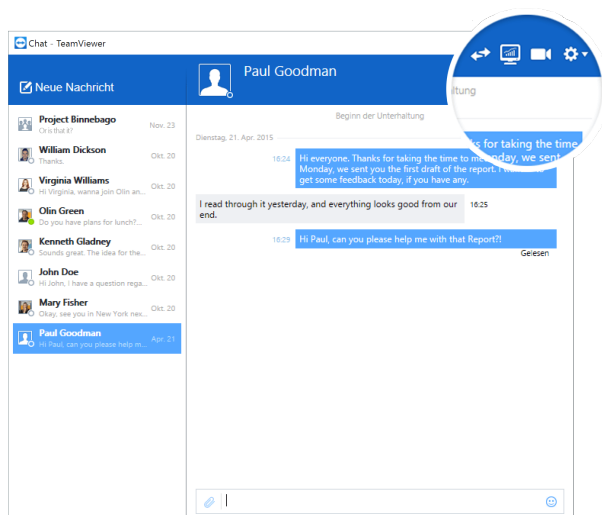 Chat - TeamViewer
Neue Nachricht
Paul Goodman
Project Binnebago
Nov. 23
Or is that it?
William Dickson
Okt. 20
Thanks.
Virginia Williams
Okt. 20
Hi Virginia, wanna join Olin an...
Olin Green
Okt. 20
Do you have plans for lunch?...
Kenneth Gladney
Okt. 20
Sounds great. The idea for the...
John Doe
Okt. 20
Hi John, i have a question rega...
Mary Fisher
Okt. 20
Okay, see you in New York nex...
Paul Goodman
Apr. 21
Hi Paul, can you please help m...
Beginn der Unterhaltung
Dienstag, 21. Apr. 2015
16:24
Hi everyone. Thanks for taking the time to me
Monday, we sent you the first draft of the report.
get some feedback today, if you have any.
I read through it yesterday, and everything looks good from our
end.
16:25
16:29
Hi Paul, can you please help me with that Report?!
Gelesen
ltung
ks for taking the time
nday, we sent